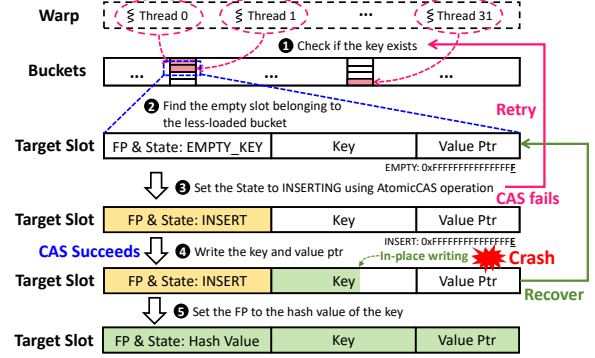 Warp
Thread 0
Thread 1
...
Thread 31
❶ Check if the key exists
Buckets
...
...
...
❷ Find the empty slot belonging to
the less-loaded bucket
Retry
Target Slot
FP & State: EMPTY_KEY
Key
Value Ptr
EMPTY: 0xFFFFFFFFFFFFFFFF
❸ Set the State to INSERTING using AtomicCAS operation
CAS fails
Target Slot
FP & State: INSERT
Key
Value Ptr
INSERT: 0xFFFFFFFFFFFFFFFE
CAS Succeeds
❹ Write the key and value ptr
In-place writing
Crash
Target Slot
FP & State: INSERT
Key
Value Ptr
Recover
❺ Set the FP to the hash value of the key
Target Slot
FP & State: Hash Value
Key
Value Ptr